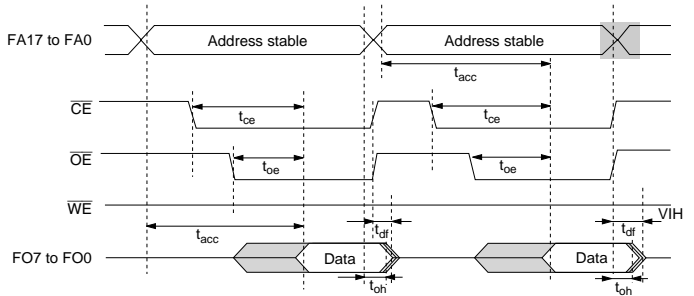 FA17 to FA0
Address stable
Address stable
tacc
CE
tce
tce
OE
toe
toe
WE
VIH
tacc
tdf
tdf
FO7 to FO0
Data
Data
toh
toh